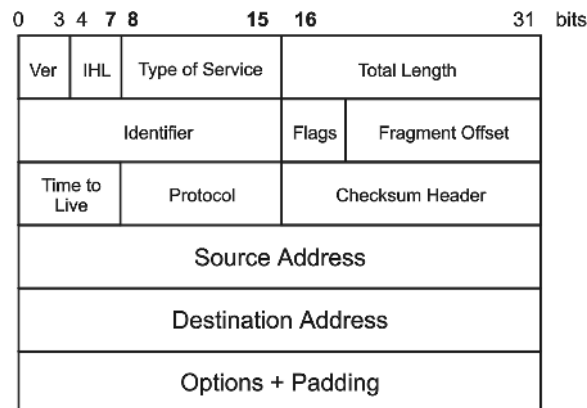 0 3 4 7 8 15 16 31 bits
Ver IHL Type of Service Total Length
Identifier Flags Fragment Offset
Time to
Live Protocol Checksum Header
Source Address
Destination Address
Options + Padding